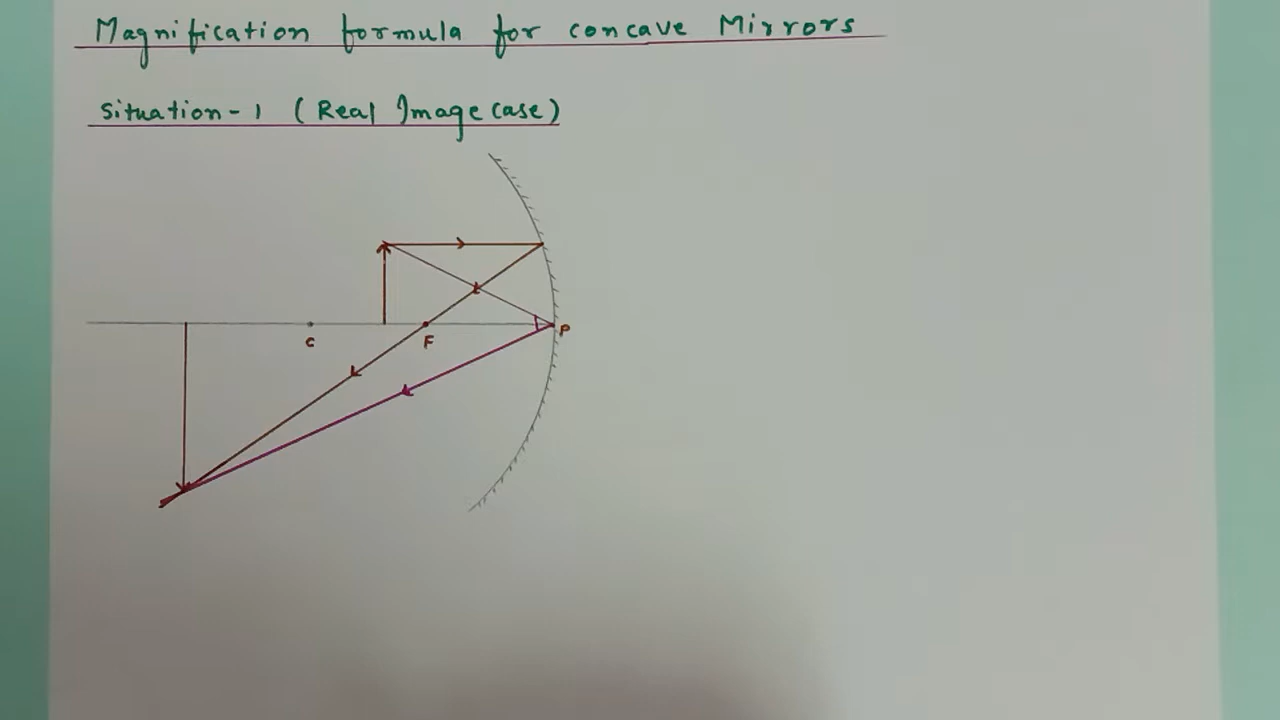 Magnification formula for concave Mirrors
Situation-1 (Real Image case)
C
F
P